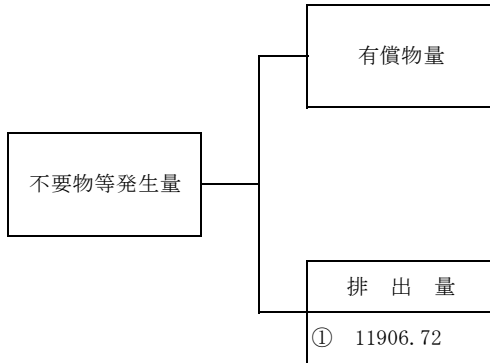 有償物量
不要物等発生量
排　出　量
①　11906.72